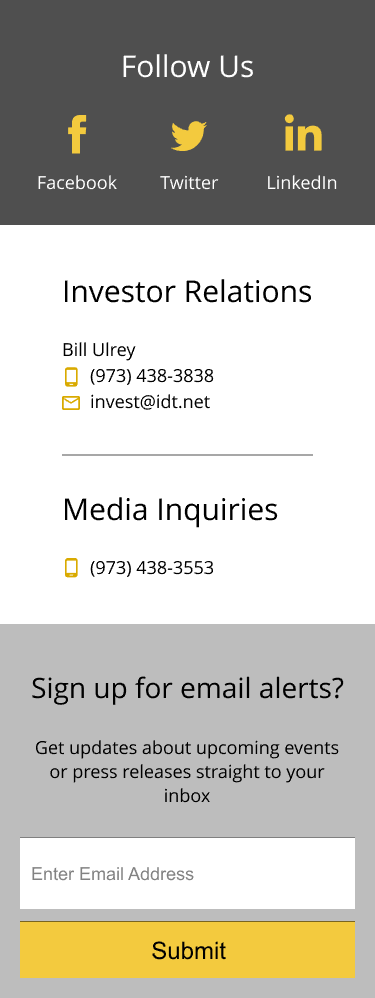 Follow Us
Facebook Twitter LinkedIn
Investor Relations
Bill Ulrey
(973) 438-3838
invest@idt.net
Media Inquiries
(973) 438-3553
Sign up for email alerts?
Get updates about upcoming events
or press releases straight to your
inbox
Enter Email Address
Submit